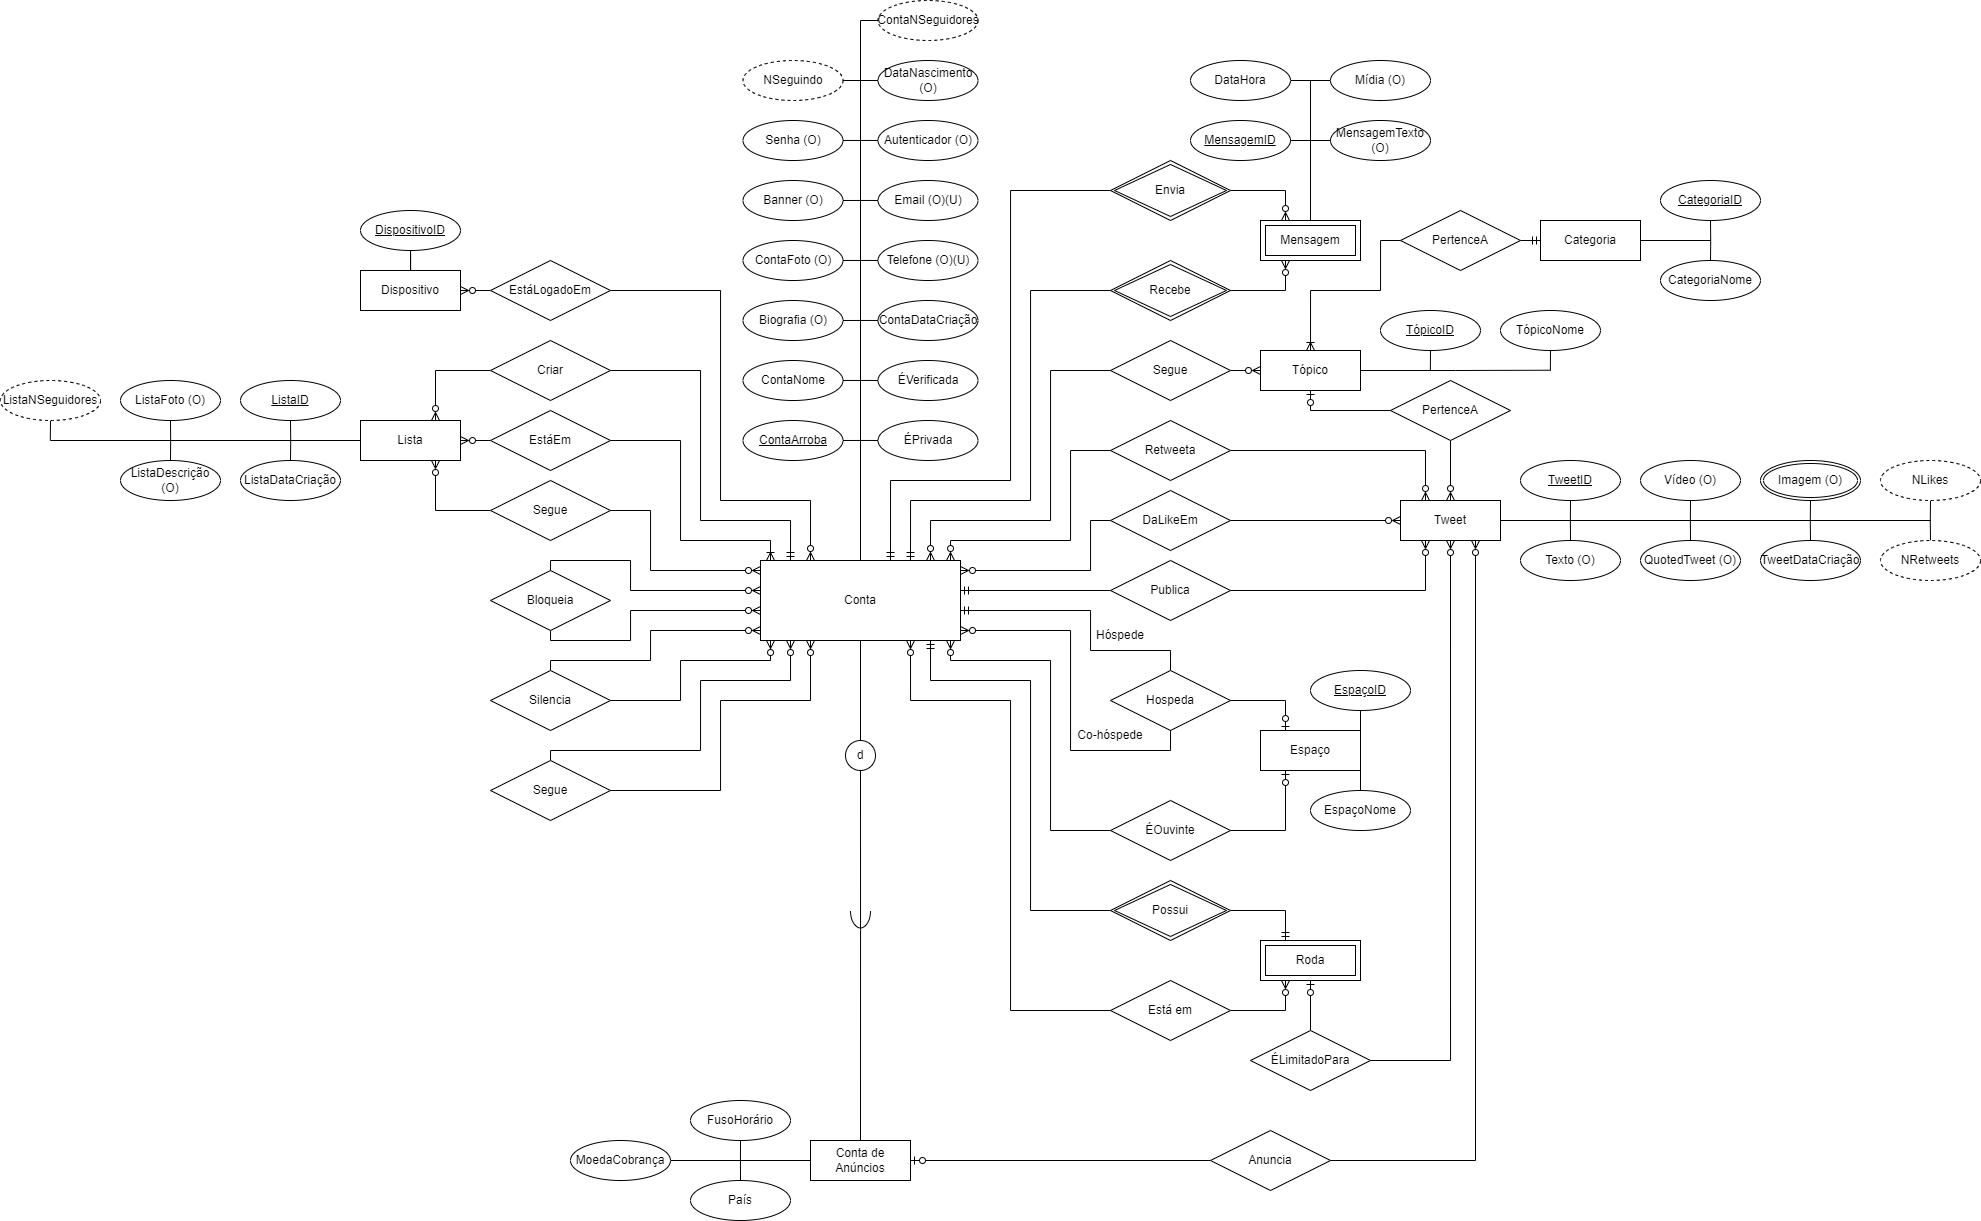 ContaNSeguidores
NSeguindo
DataNascimento
(O)
DataHora
Mídia (O)
Senha (O)
Autenticador (O)
MensagemID
MensagemTexto
(O)
Envia
Banner (O)
Email (O)(U)
CategoriaID
DispositivoID
Mensagem
PertenceA
Categoria
ContaFoto (O)
Telefone (O)(U)
Dispositivo
EstáLogadoEm
Recebe
CategoriaNome
Biografia (O)
ContaDataCriação
TópicoID
TópicoNome
Criar
ContaNome
ÉVerificada
Segue
Tópico
ListaNSeguidores
ListaFoto (O)
ListaID
PertenceA
Lista
EstáEm
ContaArroba
ÉPrivada
Retweeta
ListaDescrição
(O)
ListaDataCriação
TweetID
Vídeo (O)
Imagem (O)
NLikes
Segue
DaLikeEm
Tweet
Texto (O)
QuotedTweet (O)
TweetDataCriação
NRetweets
Bloqueia
Conta
Publica
Hóspede
Silencia
Hospeda
EspaçoID
Co-hóspede
Espaço
d
Segue
EspaçoNome
ÉOuvinte
Possui
Roda
Está em
ÉLimitadoPara
FusoHorário
MoedaCobrança
Conta de
Anúncios
Anuncia
País